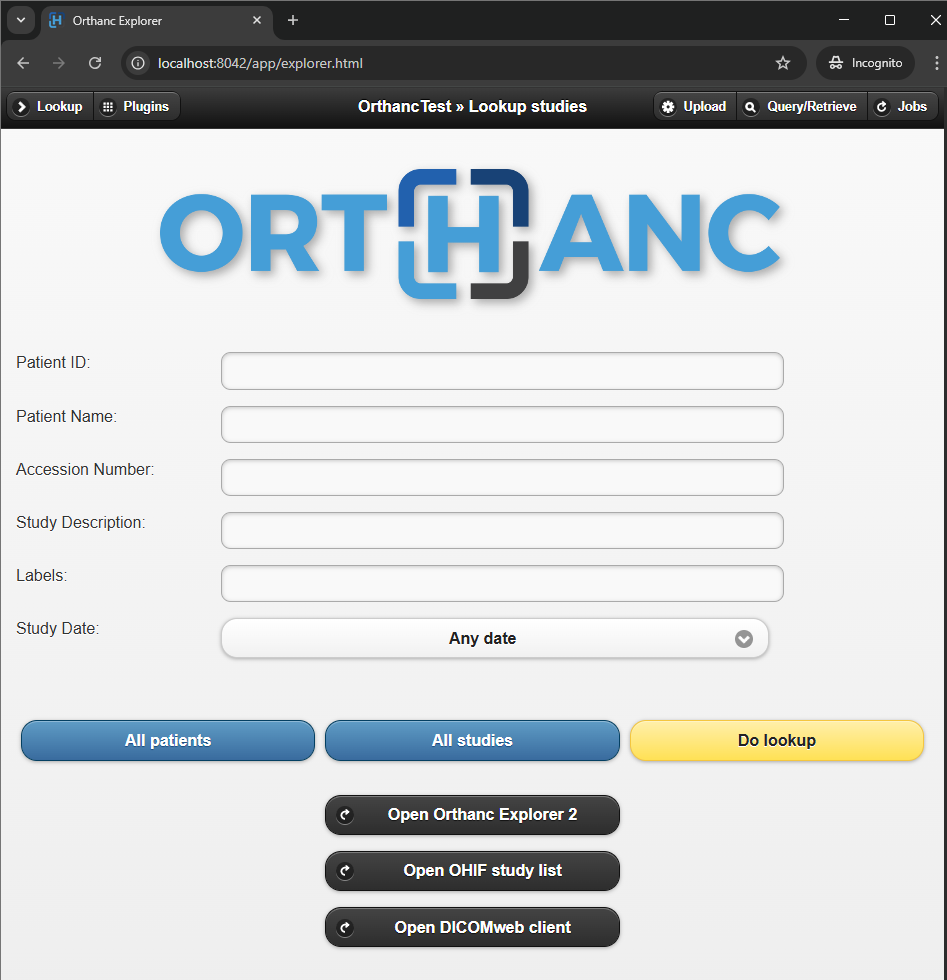 Orthanc Explorer
localhost:8042/app/explorer.html
Incognito
Lookup Plugins OrthancTest » Lookup studies Upload Query/Retrieve Jobs
ORTHANC
Patient ID:
Patient Name:
Accession Number:
Study Description:
Labels:
Study Date: Any date
All patients All studies Do lookup
Open Orthanc Explorer 2
Open OHIF study list
Open DICOMweb client